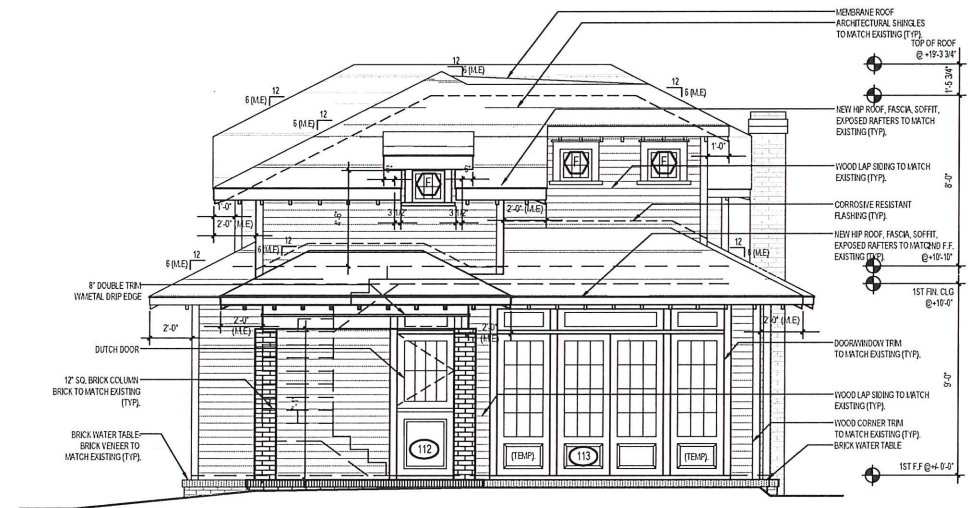 MEMBRANE ROOF
ARCHITECTURAL SHINGLES
TO MATCH EXISTING (TYP).
TOP OF ROOF
@ +19'-3 3/4"
1'-5 3/4"
12
6 (M.E)
12
6 (M.E)
12
6 (M.E)
12
6 (M.E)
12
6 (M.E)
NEW HIP ROOF, FASCIA, SOFFIT,
EXPOSED RAFTERS TO MATCH
EXISTING (TYP).
1'-0"
F
F
F
6"
6"
WOOD LAP SIDING TO MATCH
EXISTING (TYP).
8'-0"
1'-0"
2'-0" (M.E)
3 1/2"
3 1/2"
2'-0" (M.E)
CORROSIVE RESISTANT
FLASHING (TYP).
NEW HIP ROOF, FASCIA, SOFFIT,
EXPOSED RAFTERS TO MATCH
EXISTING (TYP).
2ND F.F.
@+10'-10"
12
6 (M.E)
12
6 (M.E)
12
6 (M.E)
8" DOUBLE TRIM
W/METAL DRIP EDGE
1ST FIN. CLG
@+10'-0"
2'-0"
2'-0"
(M.E)
2'-0"
(M.E)
2'-0" (M.E)
DUTCH DOOR
DOOR/WINDOW TRIM
TO MATCH EXISTING (TYP).
9'-0"
12" SQ. BRICK COLUMN
BRICK TO MATCH EXISTING
(TYP).
WOOD LAP SIDING TO MATCH
EXISTING (TYP).
WOOD CORNER TRIM
TO MATCH EXISTING (TYP).
BRICK WATER TABLE
BRICK WATER TABLE
BRICK VENEER TO
MATCH EXISTING (TYP).
112
(TEMP).
113
(TEMP).
1ST F.F @+/- 0'-0"